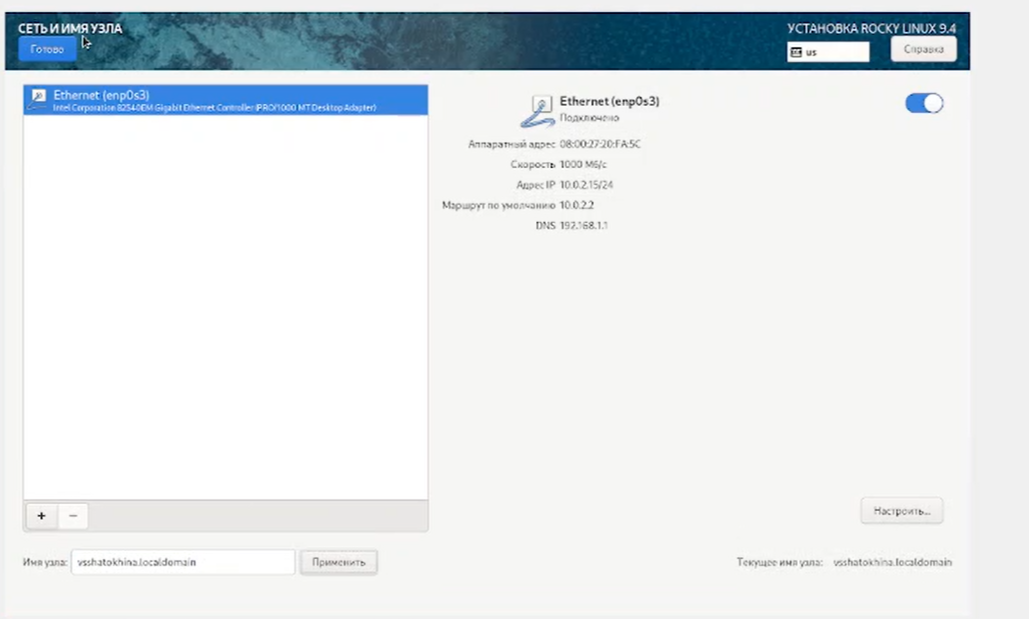 СЕТЬ И ИМЯ УЗЛА
УСТАНОВКА ROCKY LINUX 9.4
Готово
us
Справка
Ethernet (enp0s3)
Intel Corporation 82540EM Gigabit Ethernet Controller (PRO/1000 MT Desktop Adapter)
Ethernet (enp0s3)
Подключено
Аппаратный адрес 08:00:27:20:FA:5C
Скорость 1000 Мб/с
Адрес IP 10.0.2.15/24
Маршрут по умолчанию 10.0.2.2
DNS 192.168.1.1
+ −
Настроить...
Имя узла: vsshatokhina.localdomain Применить
Текущее имя узла: vsshatokhina.localdomain